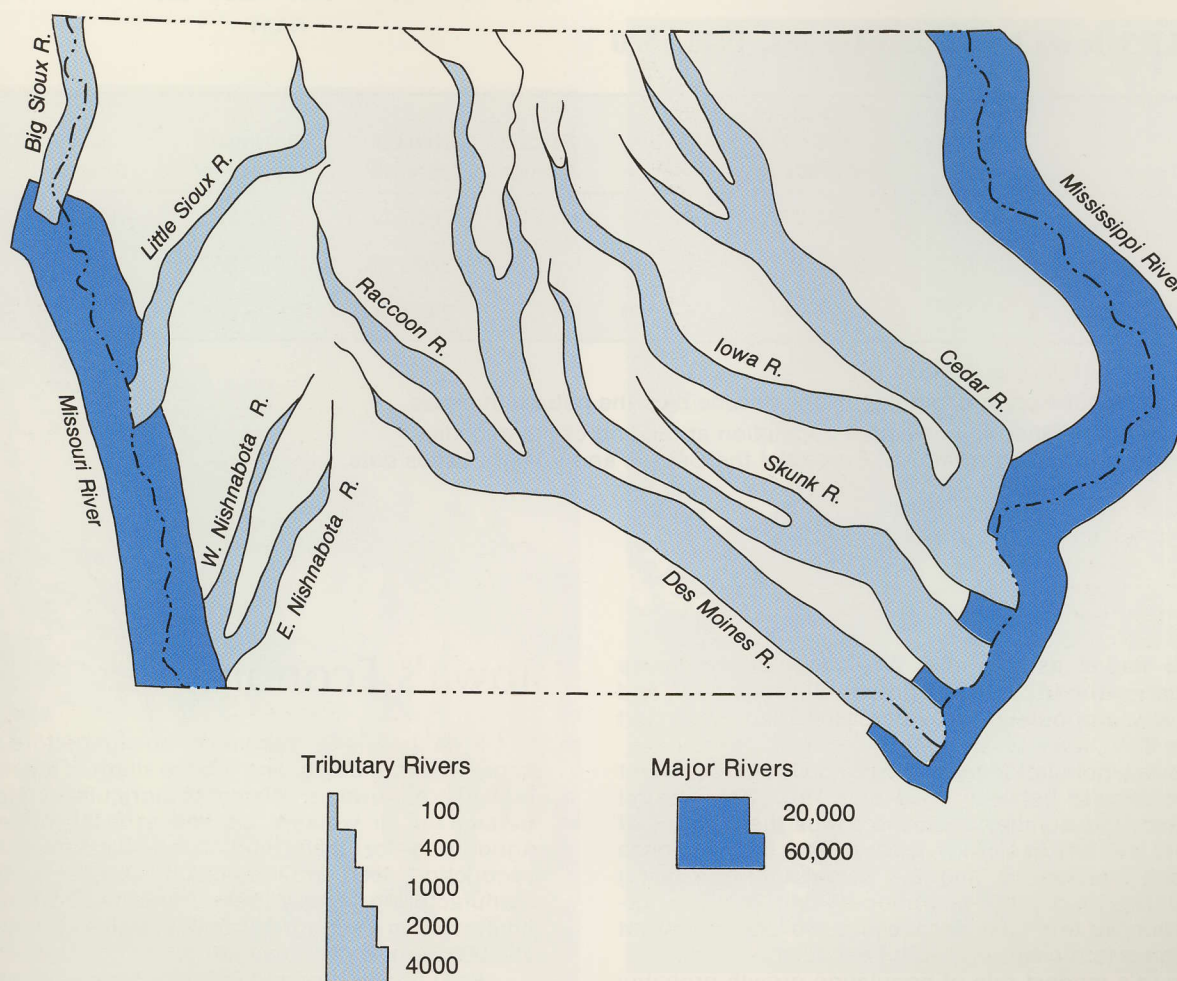 Big Sioux R.
Little Sioux R.
Mississippi River
Raccoon R.
Iowa R.
Cedar R.
Missouri River
W. Nishnabota R.
E. Nishnabota R.
Skunk R.
Des Moines R.
Tributary Rivers
100
400
1000
2000
4000
Major Rivers
20,000
60,000